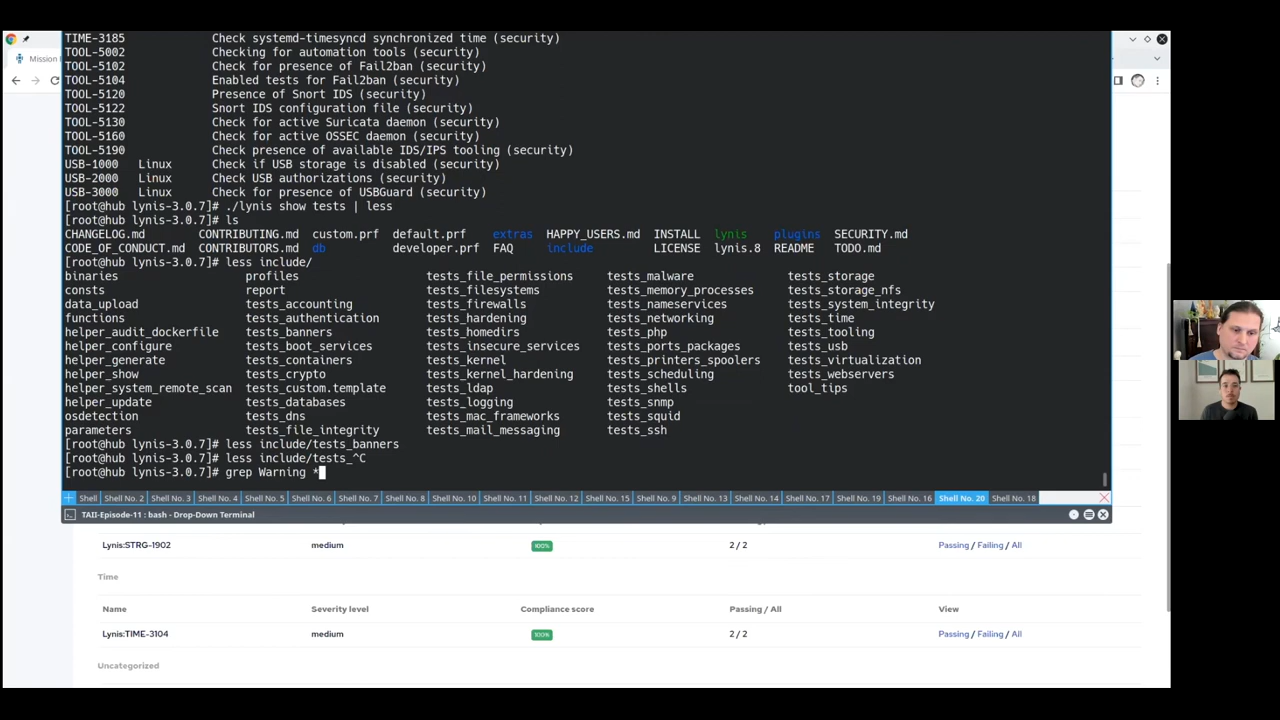 TIME-3185 Check systemd-timesyncd synchronized time (security)
TOOL-5002 Checking for automation tools (security)
TOOL-5102 Check for presence of Fail2ban (security)
TOOL-5104 Enabled tests for Fail2ban (security)
TOOL-5120 Presence of Snort IDS (security)
TOOL-5122 Snort IDS configuration file (security)
TOOL-5130 Check for active Suricata daemon (security)
TOOL-5160 Check for active OSSEC daemon (security)
TOOL-5190 Check presence of available IDS/IPS tooling (security)
USB-1000 Linux Check if USB storage is disabled (security)
USB-2000 Linux Check USB authorizations (security)
USB-3000 Linux Check for presence of USBGuard (security)
[root@hub lynis-3.0.7]# ./lynis show tests | less
[root@hub lynis-3.0.7]# ls
CHANGELOG.md CONTRIBUTING.md custom.prf default.prf extras HAPPY_USERS.md INSTALL lynis plugins SECURITY.md
CODE_OF_CONDUCT.md CONTRIBUTORS.md db developer.prf FAQ include LICENSE lynis.8 README TODO.md
[root@hub lynis-3.0.7]# less include/
binaries profiles tests_file_permissions tests_malware tests_storage
consts report tests_filesystems tests_memory_processes tests_storage_nfs
data_upload tests_accounting tests_firewalls tests_nameservices tests_system_integrity
functions tests_authentication tests_hardening tests_networking tests_time
helper_audit_dockerfile tests_banners tests_homedirs tests_php tests_tooling
helper_configure tests_boot_services tests_insecure_services tests_ports_packages tests_usb
helper_generate tests_containers tests_kernel tests_printers_spoolers tests_virtualization
helper_show tests_crypto tests_kernel_hardening tests_scheduling tests_webservers
helper_system_remote_scan tests_custom.template tests_ldap tests_shells tool_tips
helper_update tests_databases tests_logging tests_snmp
osdetection tests_dns tests_mac_frameworks tests_squid
parameters tests_file_integrity tests_mail_messaging tests_ssh
[root@hub lynis-3.0.7]# less include/tests_banners
[root@hub lynis-3.0.7]# less include/tests_^C
[root@hub lynis-3.0.7]# grep Warning *
Shell Shell No. 2 Shell No. 3 Shell No. 4 Shell No. 5 Shell No. 6 Shell No. 7 Shell No. 8 Shell No. 10 Shell No. 11 Shell No. 12 Shell No. 15 Shell No. 9 Shell No. 13 Shell No. 14 Shell No. 17 Shell No. 19 Shell No. 16 Shell No. 20 Shell No. 18
TAII-Episode-11 : bash - Drop-Down Terminal
Mission
Lynis:STRG-1902 medium 100% 2 / 2 Passing / Failing / All
Time
Name Severity level Compliance score Passing / All View
Lynis:TIME-3104 medium 100% 2 / 2 Passing / Failing / All
Uncategorized